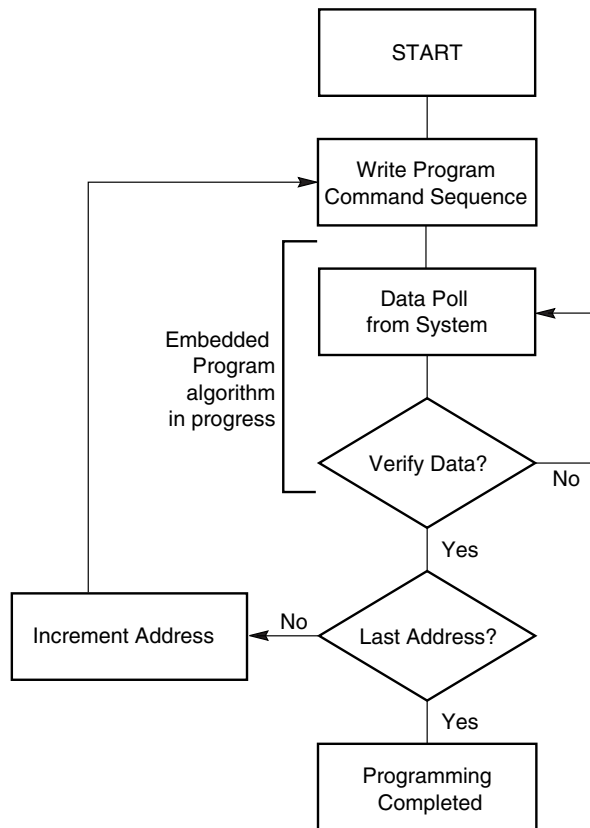 START
Write Program
Command Sequence
Data Poll
from System
Embedded
Program
algorithm
in progress
Verify Data?
No
Yes
Last Address?
No
Increment Address
Yes
Programming
Completed